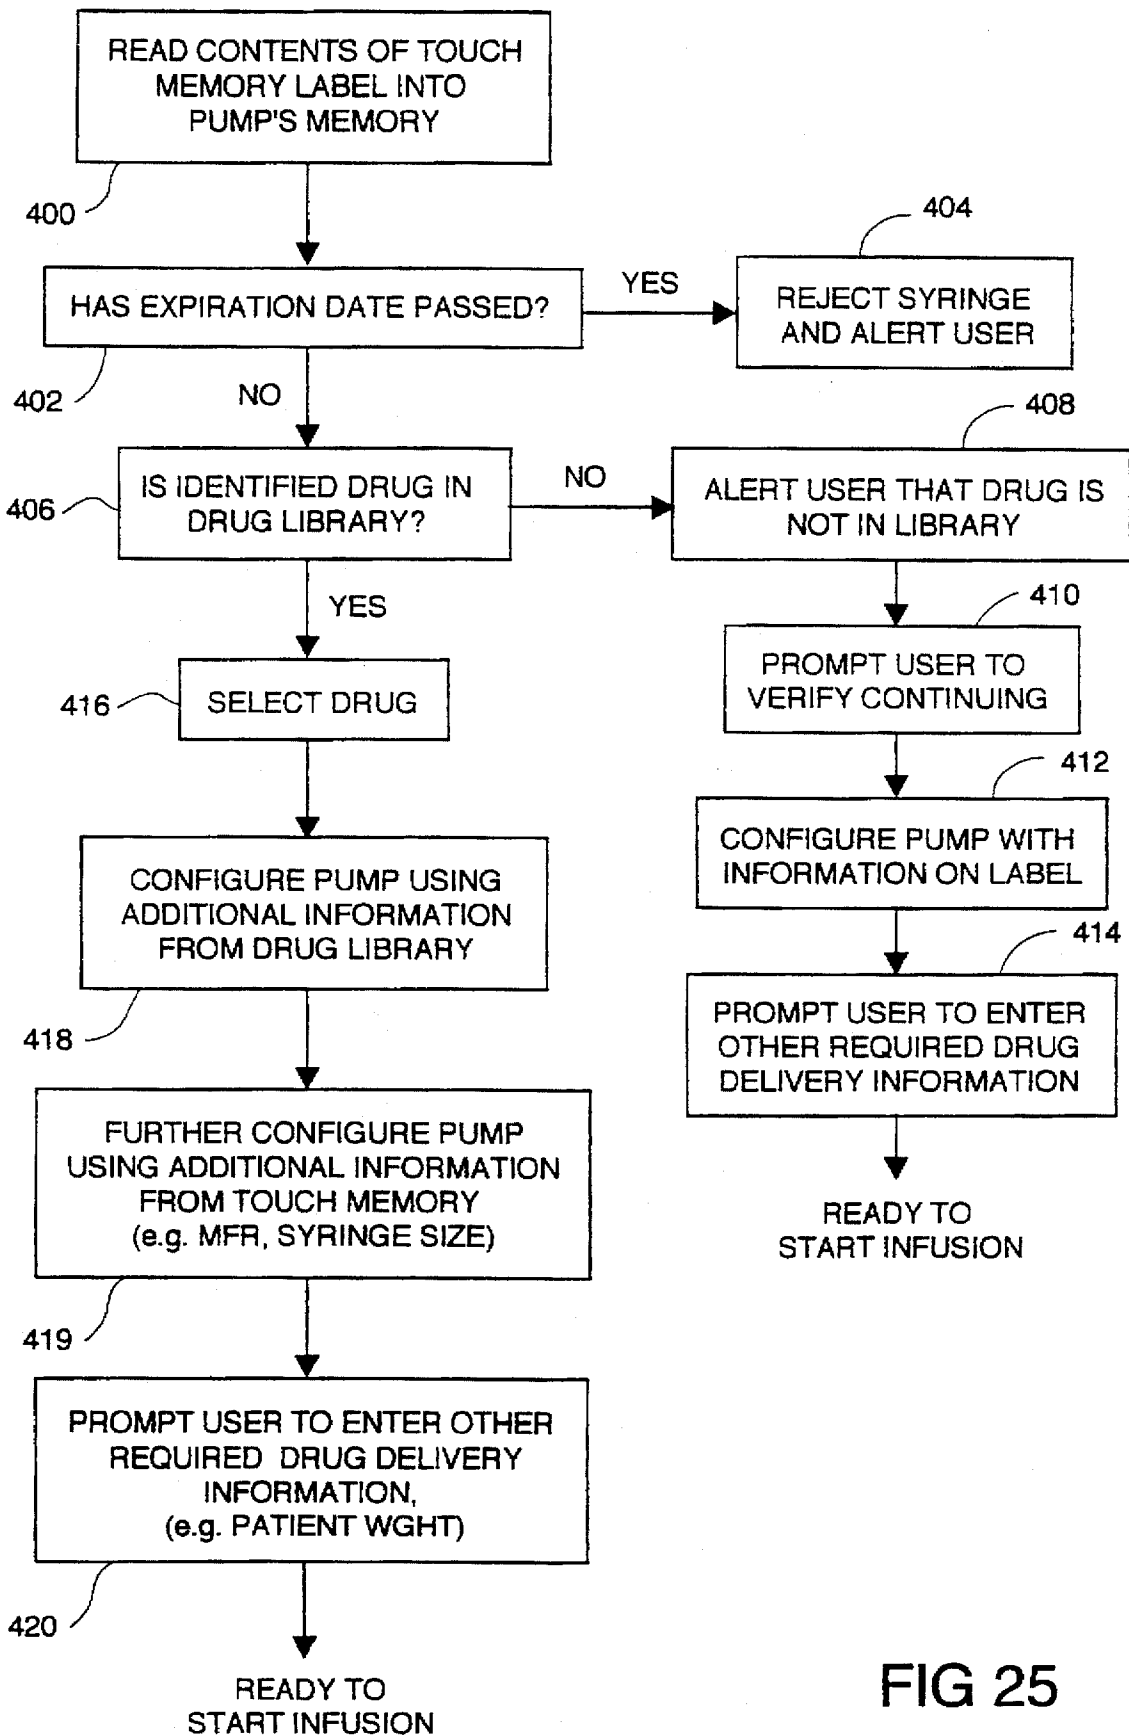 READ CONTENTS OF TOUCH
MEMORY LABEL INTO
PUMP'S MEMORY
400
404
HAS EXPIRATION DATE PASSED?
YES
REJECT SYRINGE
AND ALERT USER
402
NO
408
406
IS IDENTIFIED DRUG IN
DRUG LIBRARY?
NO
ALERT USER THAT DRUG IS
NOT IN LIBRARY
YES
410
416
SELECT DRUG
PROMPT USER TO
VERIFY CONTINUING
412
CONFIGURE PUMP WITH
INFORMATION ON LABEL
CONFIGURE PUMP USING
ADDITIONAL INFORMATION
FROM DRUG LIBRARY
414
418
PROMPT USER TO ENTER
OTHER REQUIRED DRUG
DELIVERY INFORMATION
FURTHER CONFIGURE PUMP
USING ADDITIONAL INFORMATION
FROM TOUCH MEMORY
(e.g. MFR, SYRINGE SIZE)
READY TO
START INFUSION
419
PROMPT USER TO ENTER OTHER
REQUIRED DRUG DELIVERY
INFORMATION,
(e.g. PATIENT WGHT)
420
READY TO
START INFUSION
FIG 25